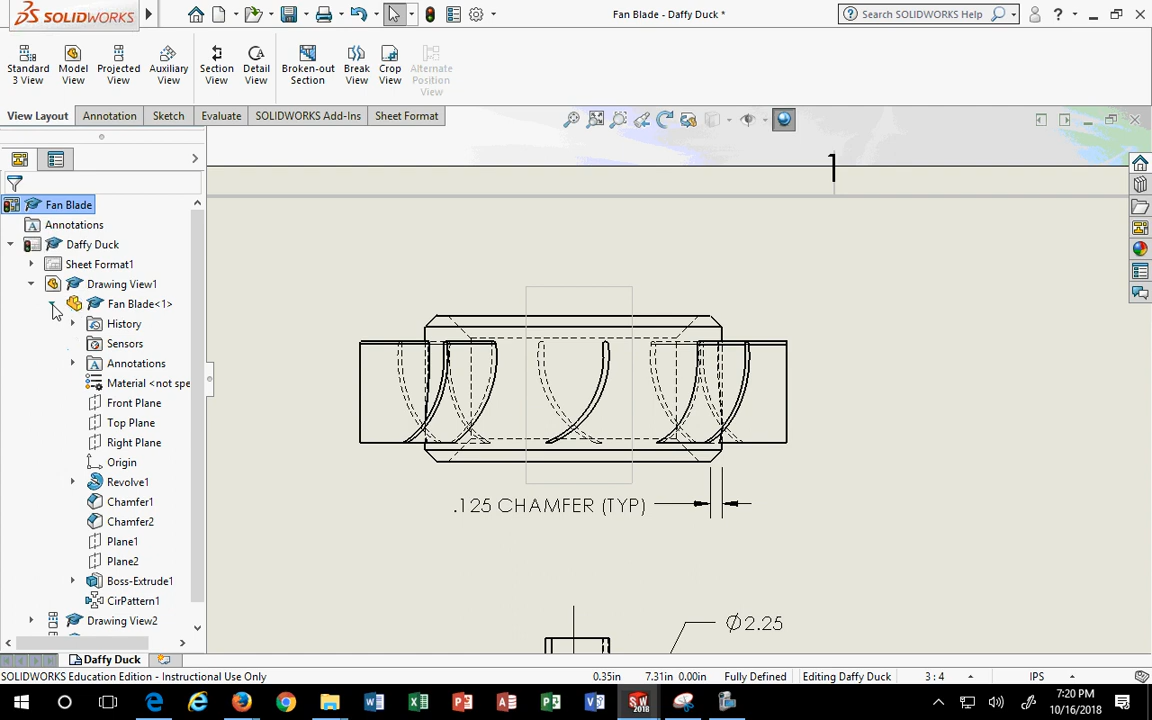 SOLIDWORKS
Fan Blade - Daffy Duck *
Search SOLIDWORKS Help
?
Standard 3 View
Model View
Projected View
Auxiliary View
Section View
Detail View
Broken-out Section
Break View
Crop View
Alternate Position View
View Layout
Annotation
Sketch
Evaluate
SOLIDWORKS Add-Ins
Sheet Format
1
Fan Blade
Annotations
Daffy Duck
Sheet Format1
Drawing View1
Fan Blade<1>
History
Sensors
Annotations
Material <not spe
Front Plane
Top Plane
Right Plane
Origin
Revolve1
Chamfer1
Chamfer2
Plane1
Plane2
Boss-Extrude1
CirPattern1
Drawing View2
.125 CHAMFER (TYP)
Ø2.25
Daffy Duck
SOLIDWORKS Education Edition - Instructional Use Only
0.35in
7.31in 0.00in
Fully Defined
Editing Daffy Duck
3 : 4
IPS
7:20 PM
10/16/2018